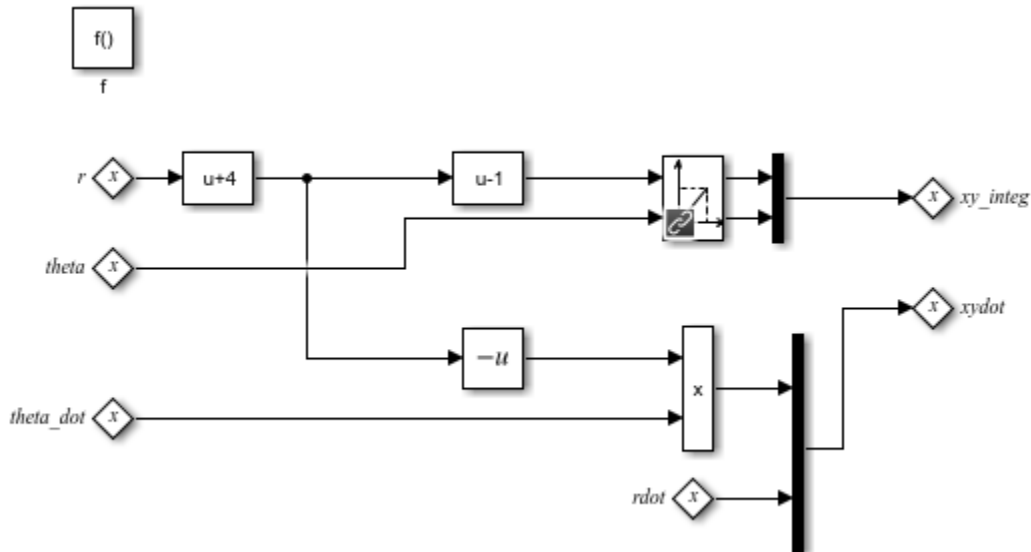 f()
f
r x u+4 u-1
x xy_integ
theta x
x xydot
−u
x
theta_dot x
rdot x